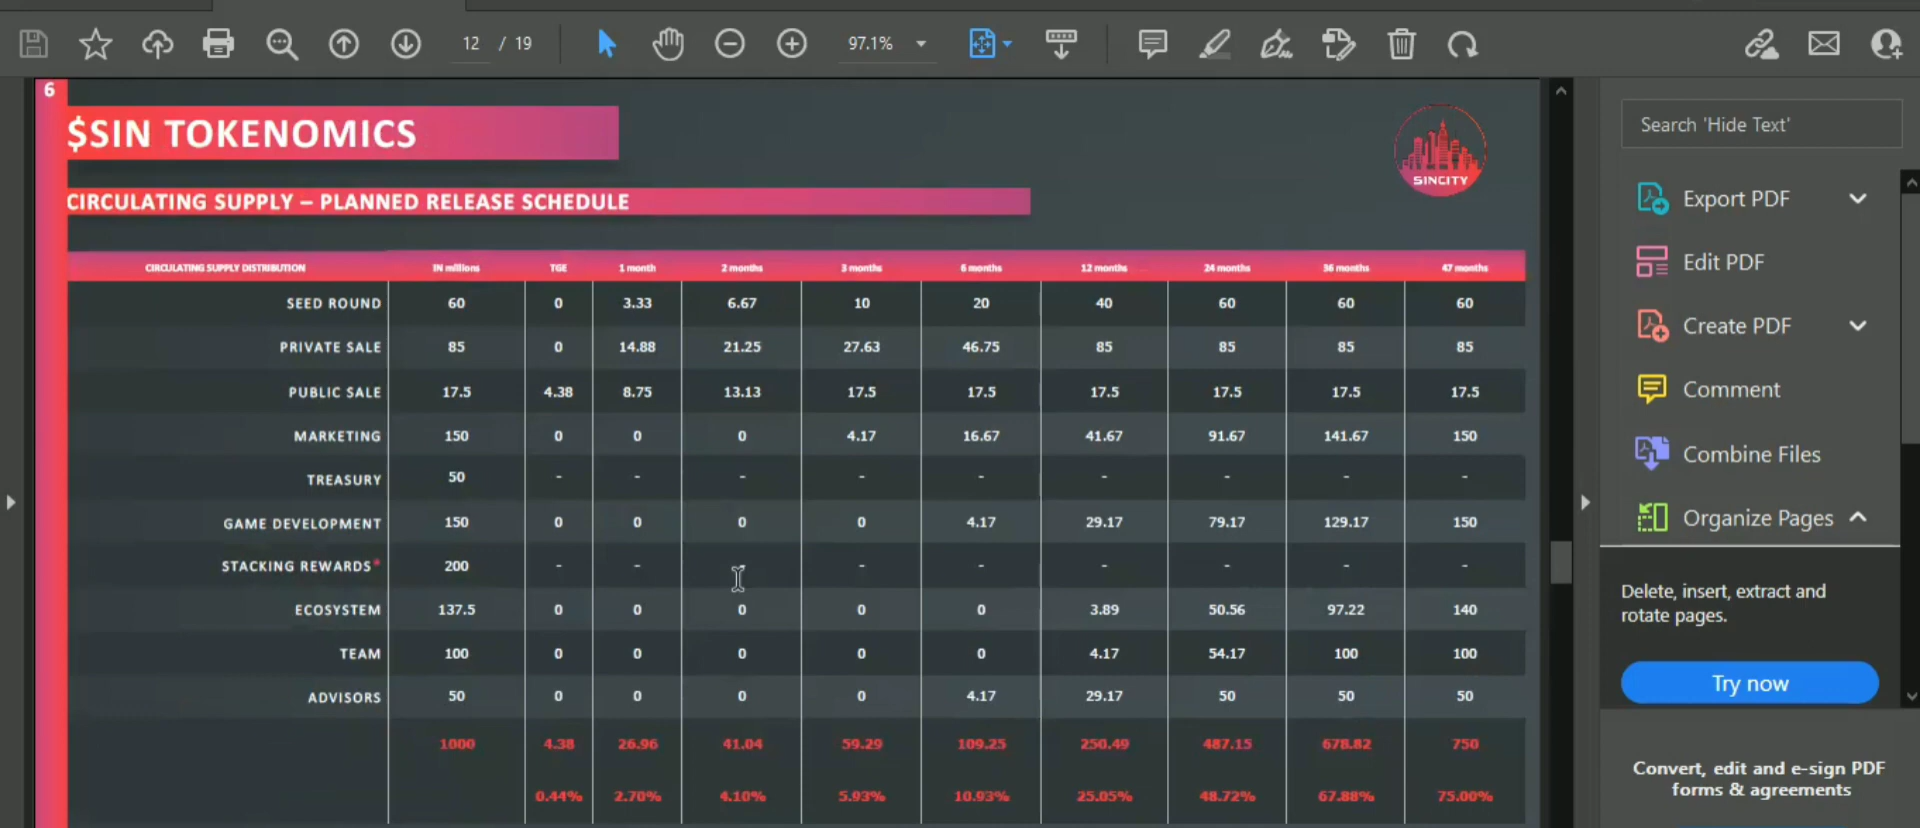 12 / 19
97.1%
6
$SIN TOKENOMICS
SINCITY
CIRCULATING SUPPLY – PLANNED RELEASE SCHEDULE
CIRCULATING SUPPLY DISTRIBUTION IN millions TGE 1 month 2 months 3 months 6 months 12 months 24 months 36 months 47 months
SEED ROUND 60 0 3.33 6.67 10 20 40 60 60 60
PRIVATE SALE 85 0 14.88 21.25 27.63 46.75 85 85 85 85
PUBLIC SALE 17.5 4.38 8.75 13.13 17.5 17.5 17.5 17.5 17.5 17.5
MARKETING 150 0 0 0 4.17 16.67 41.67 91.67 141.67 150
TREASURY 50 - - - - - - - - -
GAME DEVELOPMENT 150 0 0 0 0 4.17 29.17 79.17 129.17 150
STACKING REWARDS* 200 - - - - - - - - -
ECOSYSTEM 137.5 0 0 0 0 0 3.89 50.56 97.22 140
TEAM 100 0 0 0 0 0 4.17 54.17 100 100
ADVISORS 50 0 0 0 0 4.17 29.17 50 50 50
1000 4.38 26.96 41.04 59.29 109.25 250.49 487.15 678.82 750
0.44% 2.70% 4.10% 5.93% 10.93% 25.05% 48.72% 67.88% 75.00%
Search 'Hide Text'
Export PDF
Edit PDF
Create PDF
Comment
Combine Files
Organize Pages
Delete, insert, extract and
rotate pages.
Try now
Convert, edit and e-sign PDF
forms & agreements